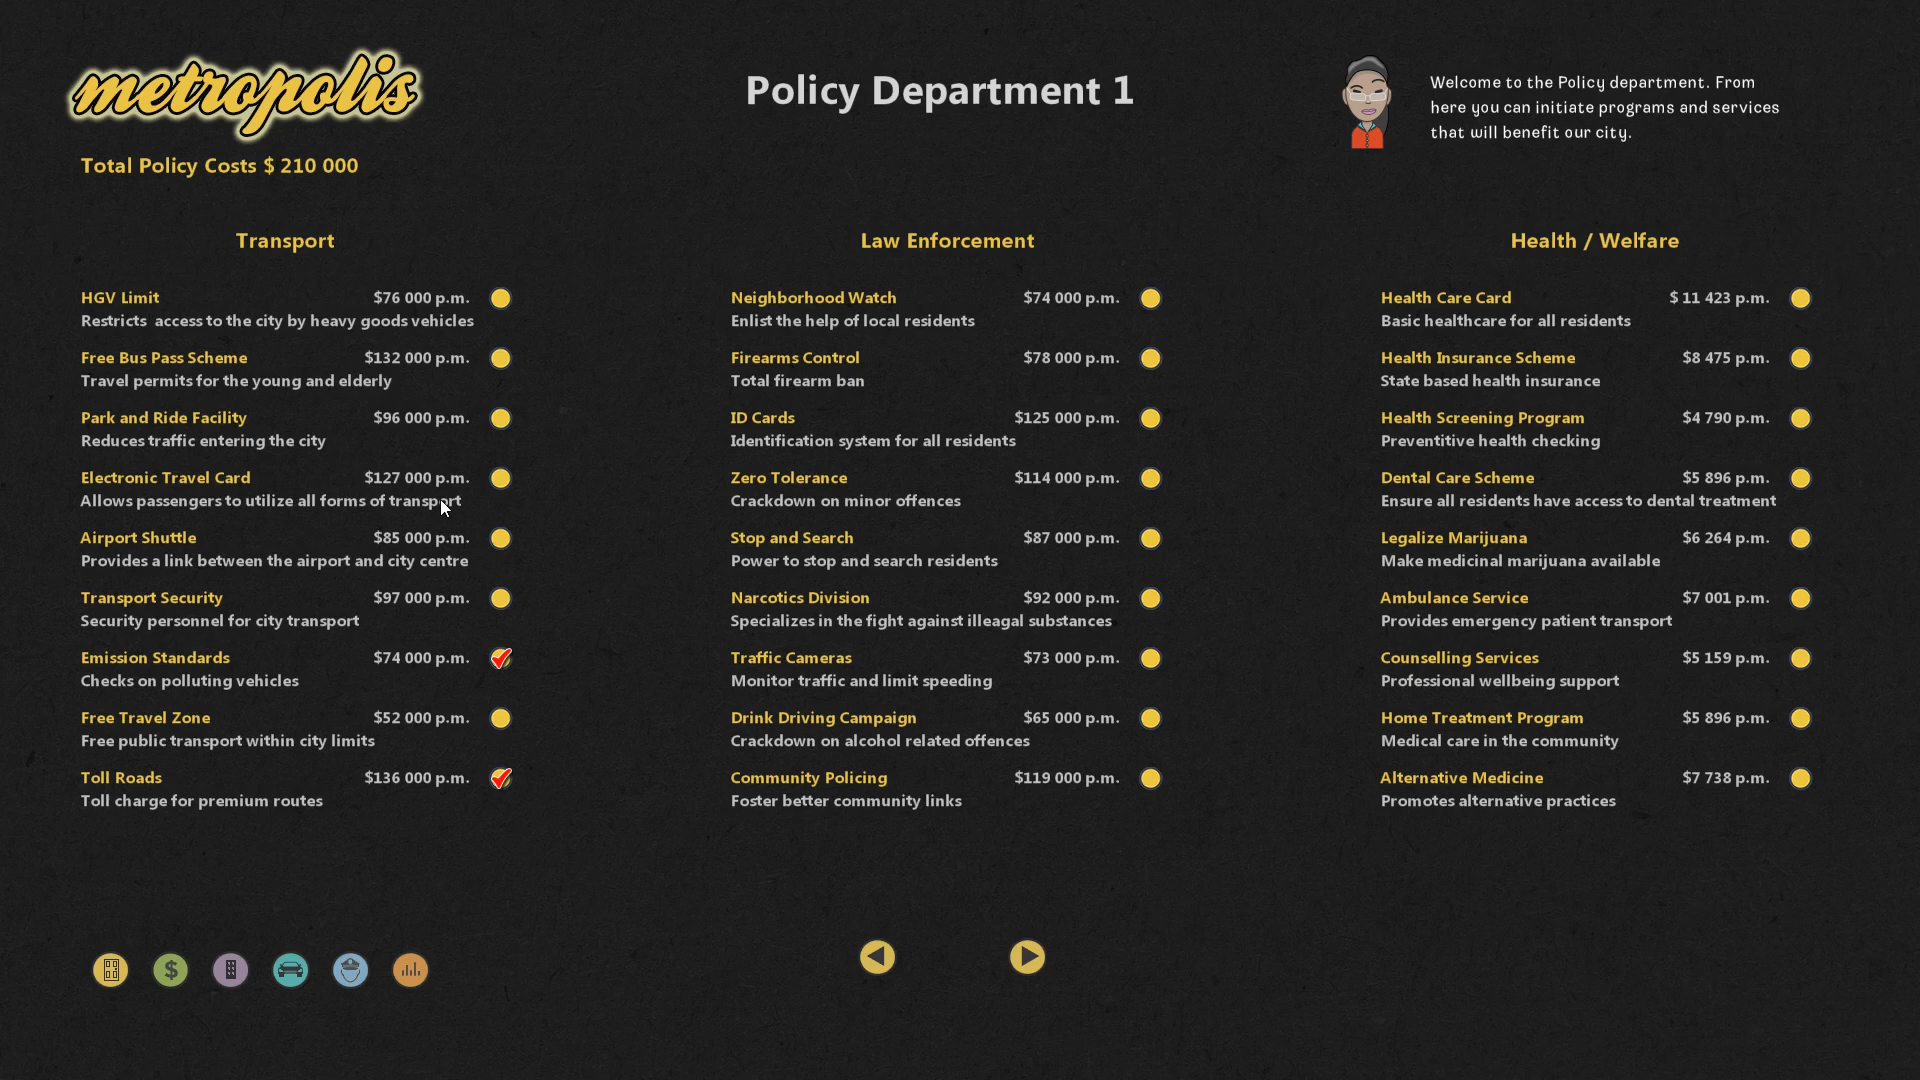 metropolis
Policy Department 1
Welcome to the Policy department. From
here you can initiate programs and services
that will benefit our city.
Total Policy Costs $ 210 000
Transport
HGV Limit $76 000 p.m.
Restricts access to the city by heavy goods vehicles
Free Bus Pass Scheme $132 000 p.m.
Travel permits for the young and elderly
Park and Ride Facility $96 000 p.m.
Reduces traffic entering the city
Electronic Travel Card $127 000 p.m.
Allows passengers to utilize all forms of transport
Airport Shuttle $85 000 p.m.
Provides a link between the airport and city centre
Transport Security $97 000 p.m.
Security personnel for city transport
Emission Standards $74 000 p.m.
Checks on polluting vehicles
Free Travel Zone $52 000 p.m.
Free public transport within city limits
Toll Roads $136 000 p.m.
Toll charge for premium routes
Law Enforcement
Neighborhood Watch $74 000 p.m.
Enlist the help of local residents
Firearms Control $78 000 p.m.
Total firearm ban
ID Cards $125 000 p.m.
Identification system for all residents
Zero Tolerance $114 000 p.m.
Crackdown on minor offences
Stop and Search $87 000 p.m.
Power to stop and search residents
Narcotics Division $92 000 p.m.
Specializes in the fight against illeagal substances
Traffic Cameras $73 000 p.m.
Monitor traffic and limit speeding
Drink Driving Campaign $65 000 p.m.
Crackdown on alcohol related offences
Community Policing $119 000 p.m.
Foster better community links
Health / Welfare
Health Care Card $ 11 423 p.m.
Basic healthcare for all residents
Health Insurance Scheme $8 475 p.m.
State based health insurance
Health Screening Program $4 790 p.m.
Preventitive health checking
Dental Care Scheme $5 896 p.m.
Ensure all residents have access to dental treatment
Legalize Marijuana $6 264 p.m.
Make medicinal marijuana available
Ambulance Service $7 001 p.m.
Provides emergency patient transport
Counselling Services $5 159 p.m.
Professional wellbeing support
Home Treatment Program $5 896 p.m.
Medical care in the community
Alternative Medicine $7 738 p.m.
Promotes alternative practices
$